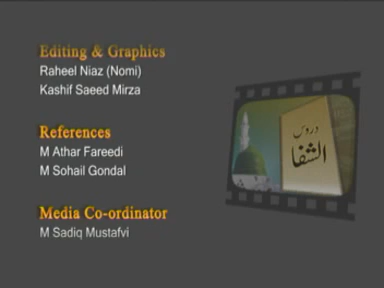 Editing & Graphics
Raheel Niaz (Nomi)
Kashif Saeed Mirza
References
M Athar Fareedi
M Sohail Gondal
Media Co-ordinator
M Sadiq Mustafvi
دروس
الشفا